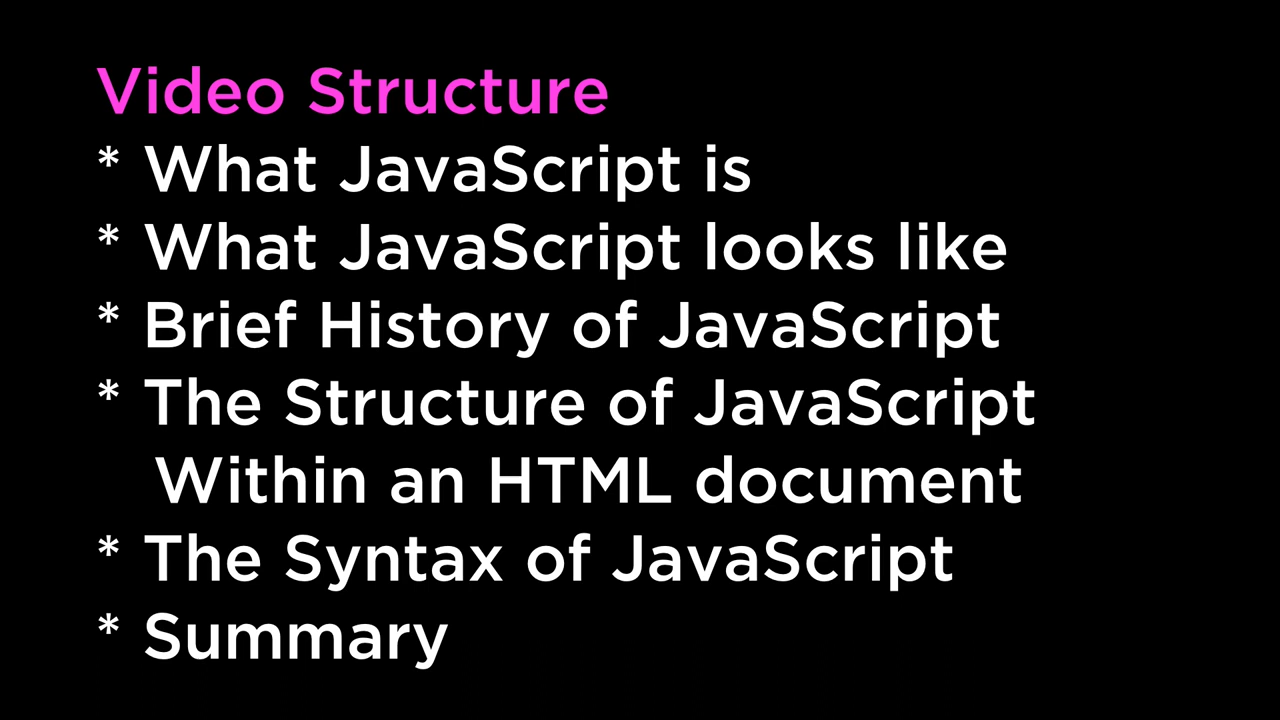 Video Structure
* What JavaScript is
* What JavaScript looks like
* Brief History of JavaScript
* The Structure of JavaScript
Within an HTML document
* The Syntax of JavaScript
* Summary